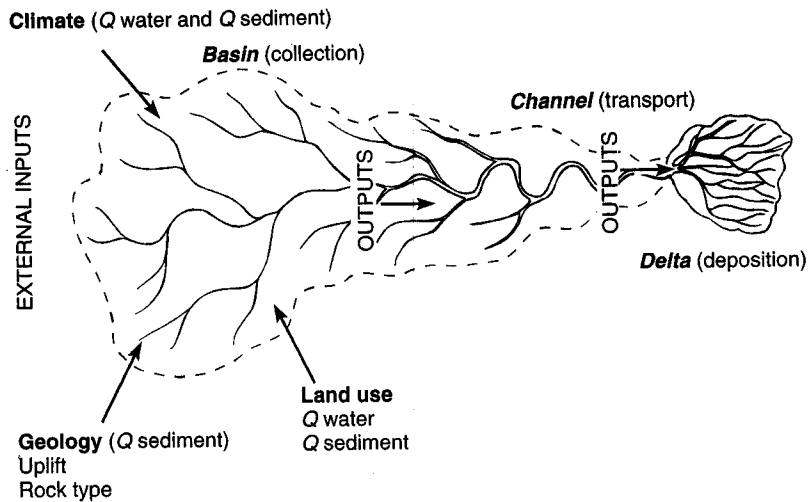 Climate (Q water and Q sediment)
Basin (collection)
Channel (transport)
EXTERNAL INPUTS
OUTPUTS
OUTPUTS
Delta (deposition)
Land use
Q water
Q sediment
Geology (Q sediment)
Uplift
Rock type